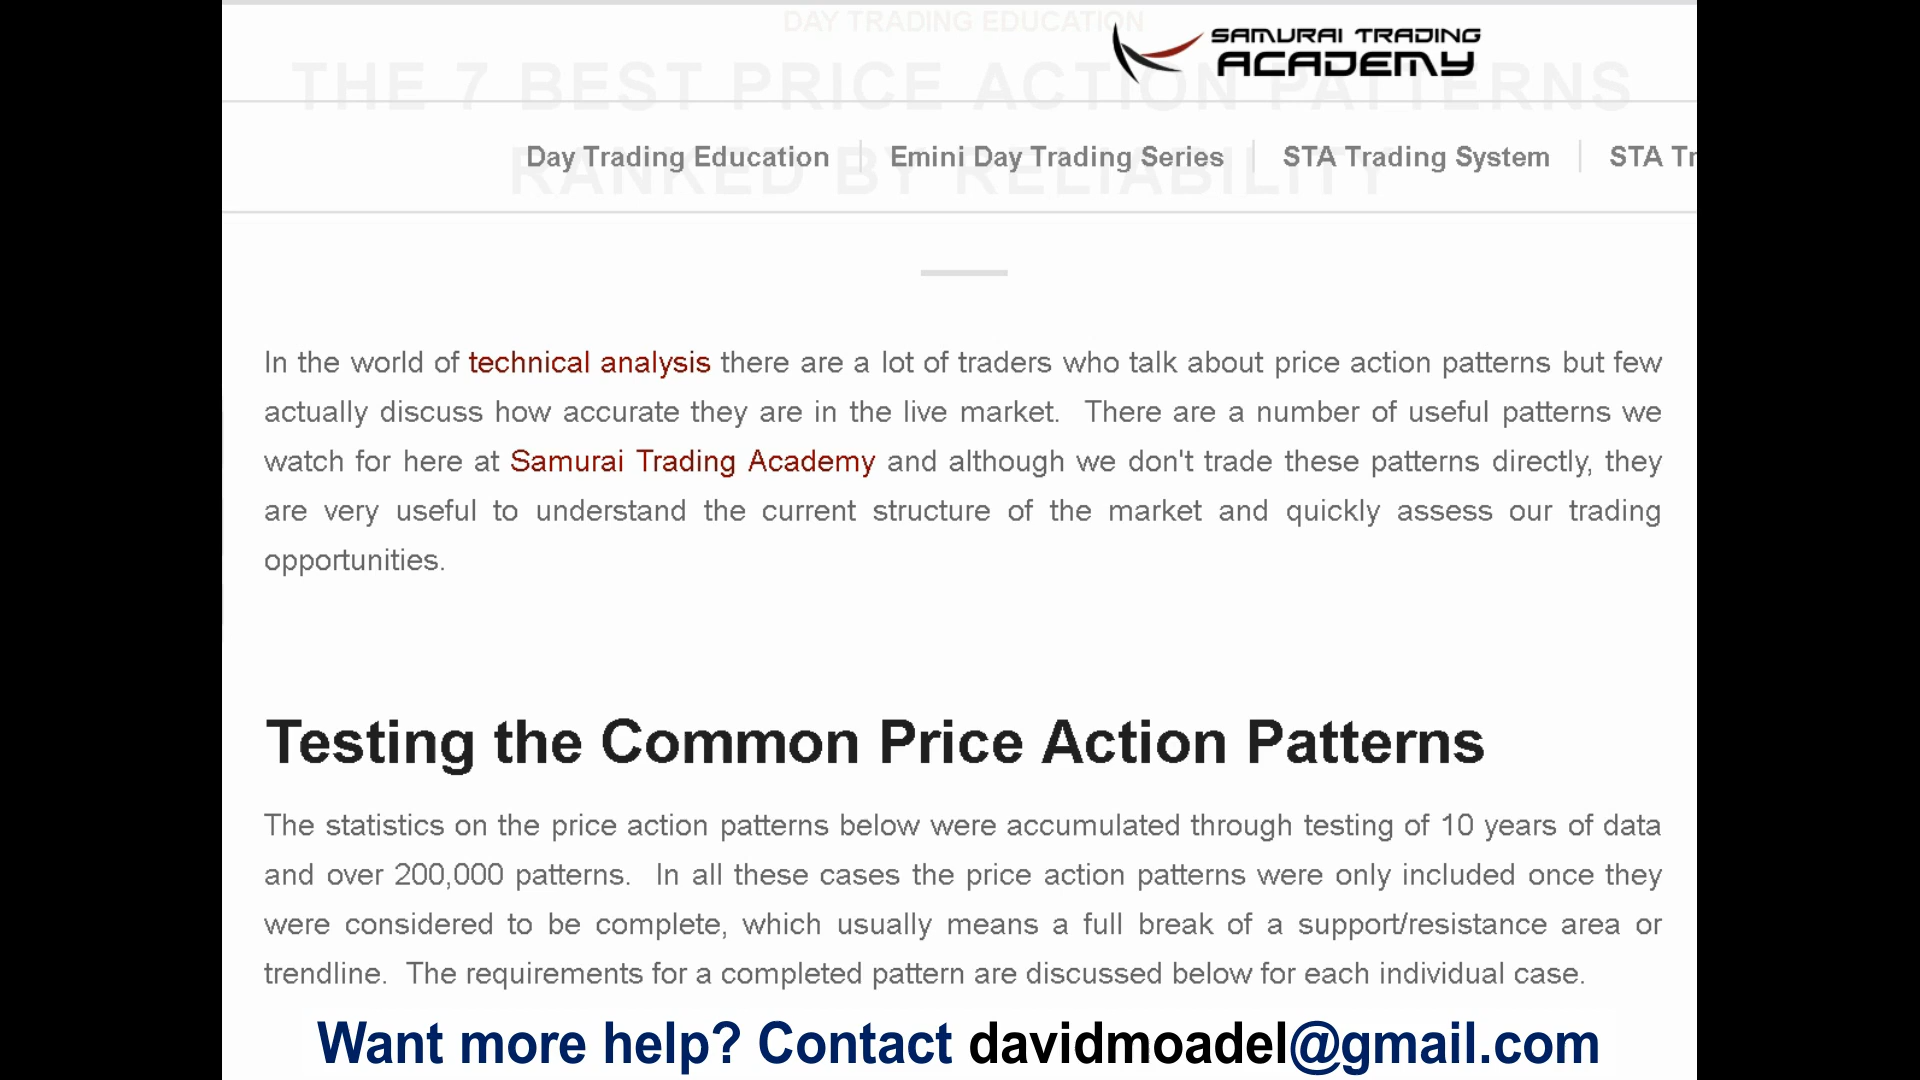 DAY TRADING EDUCATION
SAMURAI TRADING
ACADEMY
THE 7 BEST PRICE ACTION PATTERNS
RANKED BY RELIABILITY
Day Trading Education | Emini Day Trading Series | STA Trading System | STA Tr
In the world of technical analysis there are a lot of traders who talk about price action patterns but few
actually discuss how accurate they are in the live market.  There are a number of useful patterns we
watch for here at Samurai Trading Academy and although we don't trade these patterns directly, they
are very useful to understand the current structure of the market and quickly assess our trading
opportunities.
Testing the Common Price Action Patterns
The statistics on the price action patterns below were accumulated through testing of 10 years of data
and over 200,000 patterns.  In all these cases the price action patterns were only included once they
were considered to be complete, which usually means a full break of a support/resistance area or
trendline.  The requirements for a completed pattern are discussed below for each individual case.
Want more help? Contact davidmoadel@gmail.com